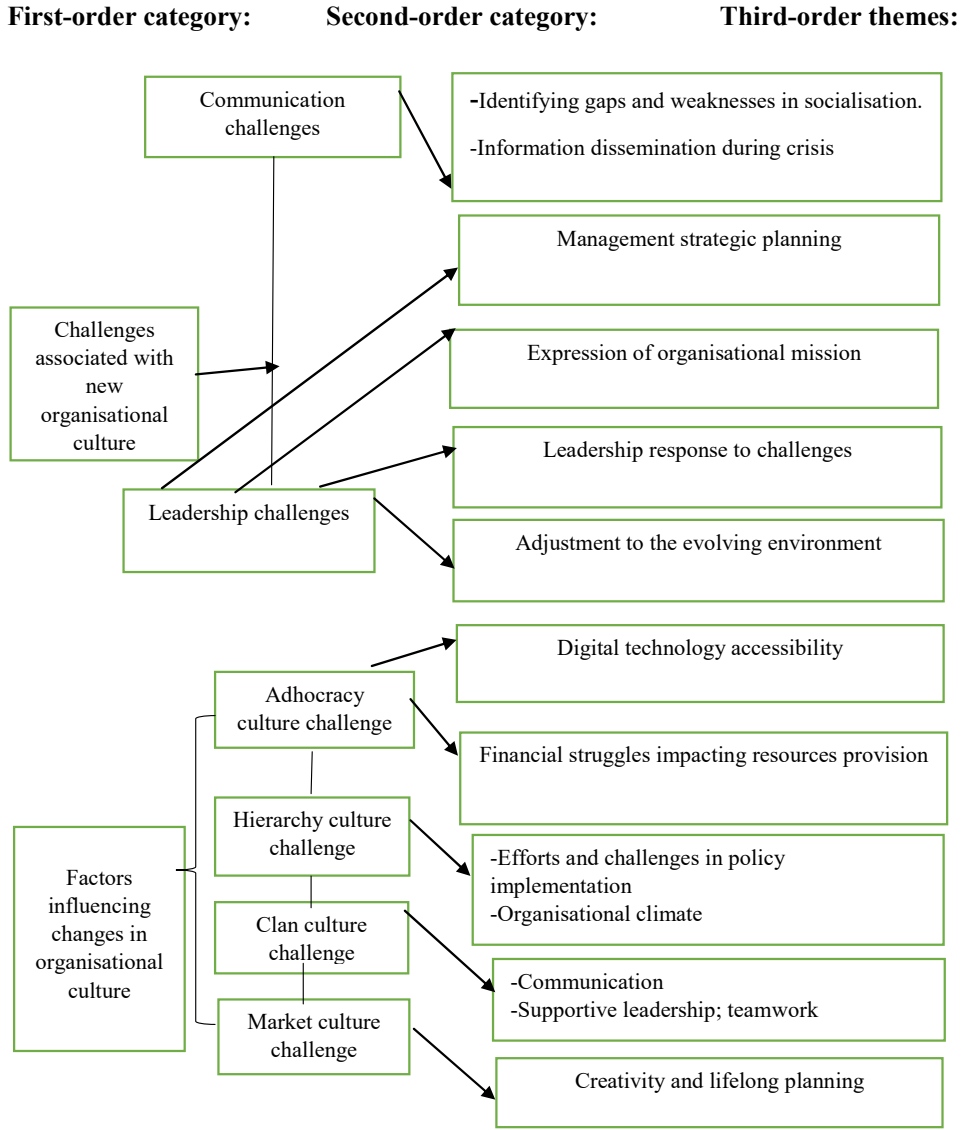 First-order category: Second-order category: Third-order themes:
Communication
challenges
-Identifying gaps and weaknesses in socialisation.
-Information dissemination during crisis
Management strategic planning
Challenges
associated with
new
organisational
culture
Expression of organisational mission
Leadership response to challenges
Leadership challenges
Adjustment to the evolving environment
Digital technology accessibility
Adhocracy
culture challenge
Financial struggles impacting resources provision
Hierarchy culture
challenge
-Efforts and challenges in policy
implementation
-Organisational climate
Factors
influencing
changes in
organisational
culture
Clan culture
challenge
-Communication
-Supportive leadership; teamwork
Market culture
challenge
Creativity and lifelong planning